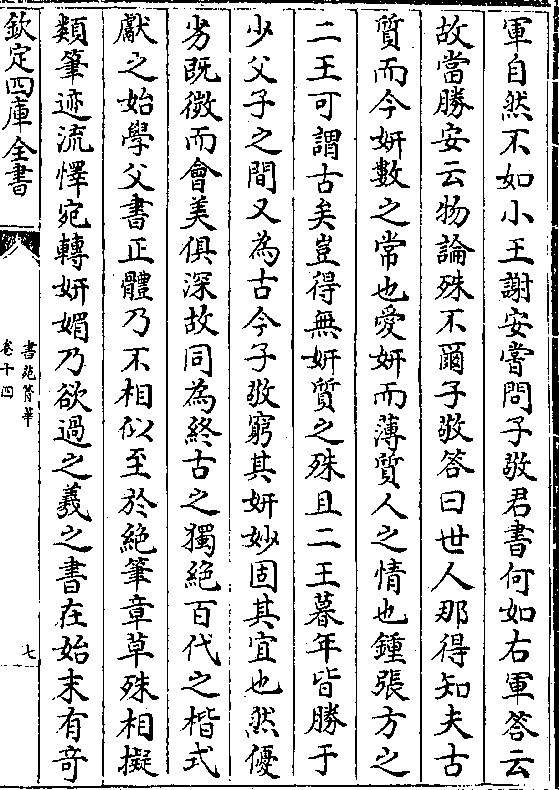 軍自然不如小王謝安嘗問子敬君書何如右軍答云
故當勝安云物論殊不爾子敬答曰世人那得知夫古
質而今妍數之常也愛妍而薄質人之情也鍾張方之
二王可謂古矣豈得無妍質之殊且二王暮年皆勝于
少父子之間又為古今子敬窮其妍妙固其宜也然優
劣既微而會美俱深故同為終古之獨絶百代之楷式
獻之始學父書正體乃不相似至於絶筆章草殊相擬
類筆迹流懌宛轉妍媚乃欲過之羲之書在始末有竒
欽定四庫全書
書苑菁華
卷十四
七